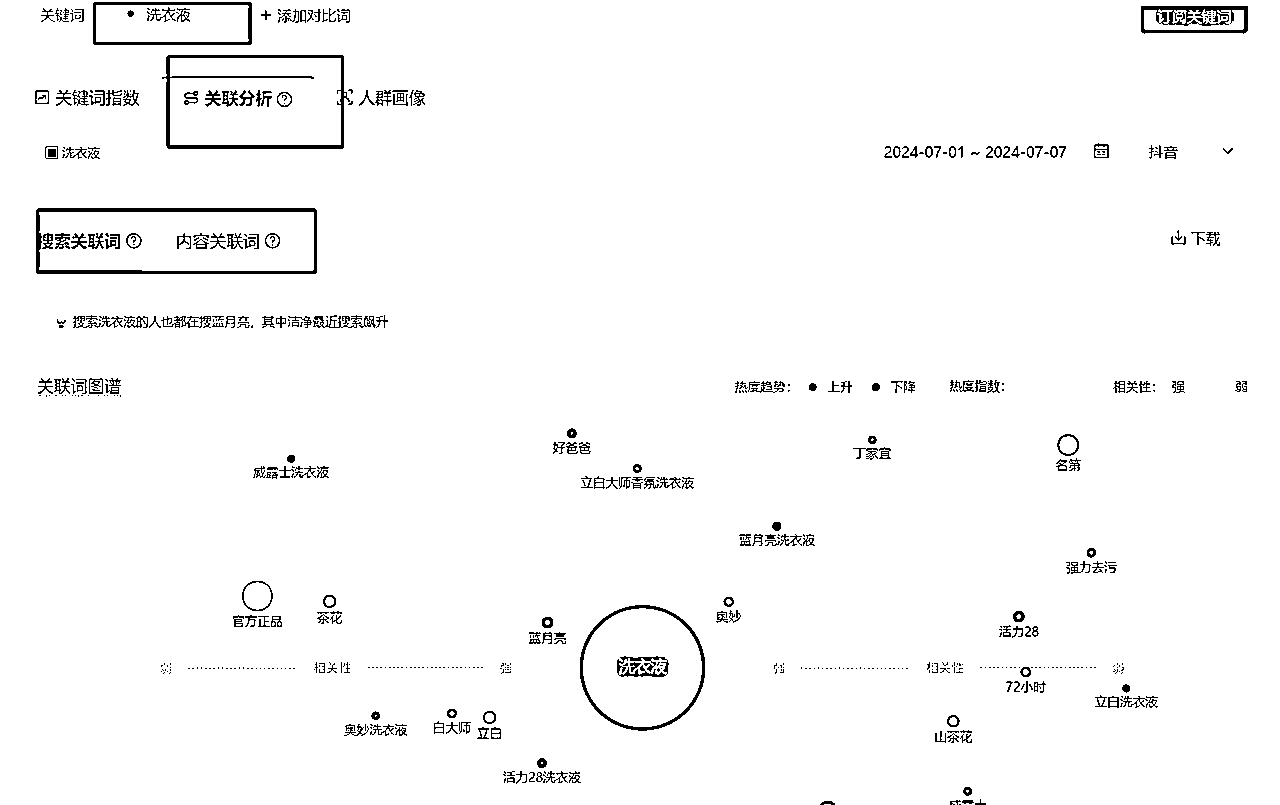 关键词 洗衣液 + 添加对比词 订阅关键词
关键词指数 关联分析 人群画像
洗衣液 2024-07-01 ~ 2024-07-07 抖音
搜索关联词 内容关联词 下载
搜索洗衣液的人也都在搜蓝月亮，其中洁净最近搜索飙升
关联词图谱 热度趋势： 上升 下降 热度指数： 相关性： 强 弱
好爸爸 丁家宜 名第
威露士洗衣液 立白大师香氛洗衣液
蓝月亮洗衣液
强力去污
官方正品 茶花 奥妙
蓝月亮 活力28
弱 相关性 强 洗衣液 强 相关性 弱
72小时
立白洗衣液
奥妙洗衣液 白大师 立白 山茶花
活力28洗衣液